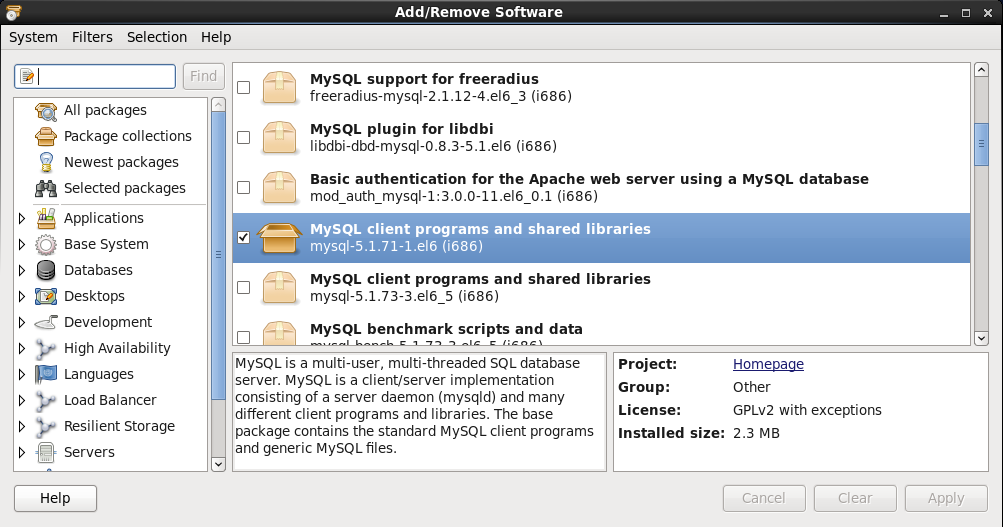 Add/Remove Software
System Filters Selection Help
Find
All packages
Package collections
Newest packages
Selected packages
Applications
Base System
Databases
Desktops
Development
High Availability
Languages
Load Balancer
Resilient Storage
Servers
MySQL support for freeradius
freeradius-mysql-2.1.12-4.el6_3 (i686)
MySQL plugin for libdbi
libdbi-dbd-mysql-0.8.3-5.1.el6 (i686)
Basic authentication for the Apache web server using a MySQL database
mod_auth_mysql-1:3.0.0-11.el6_0.1 (i686)
MySQL client programs and shared libraries
mysql-5.1.71-1.el6 (i686)
MySQL client programs and shared libraries
mysql-5.1.73-3.el6_5 (i686)
MySQL benchmark scripts and data
mysql-bench-5.1.73-3.el6_5 (i686)
MySQL is a multi-user, multi-threaded SQL database
server. MySQL is a client/server implementation
consisting of a server daemon (mysqld) and many
different client programs and libraries. The base
package contains the standard MySQL client programs
and generic MySQL files.
Project: Homepage
Group: Other
License: GPLv2 with exceptions
Installed size: 2.3 MB
Help
Cancel
Clear
Apply